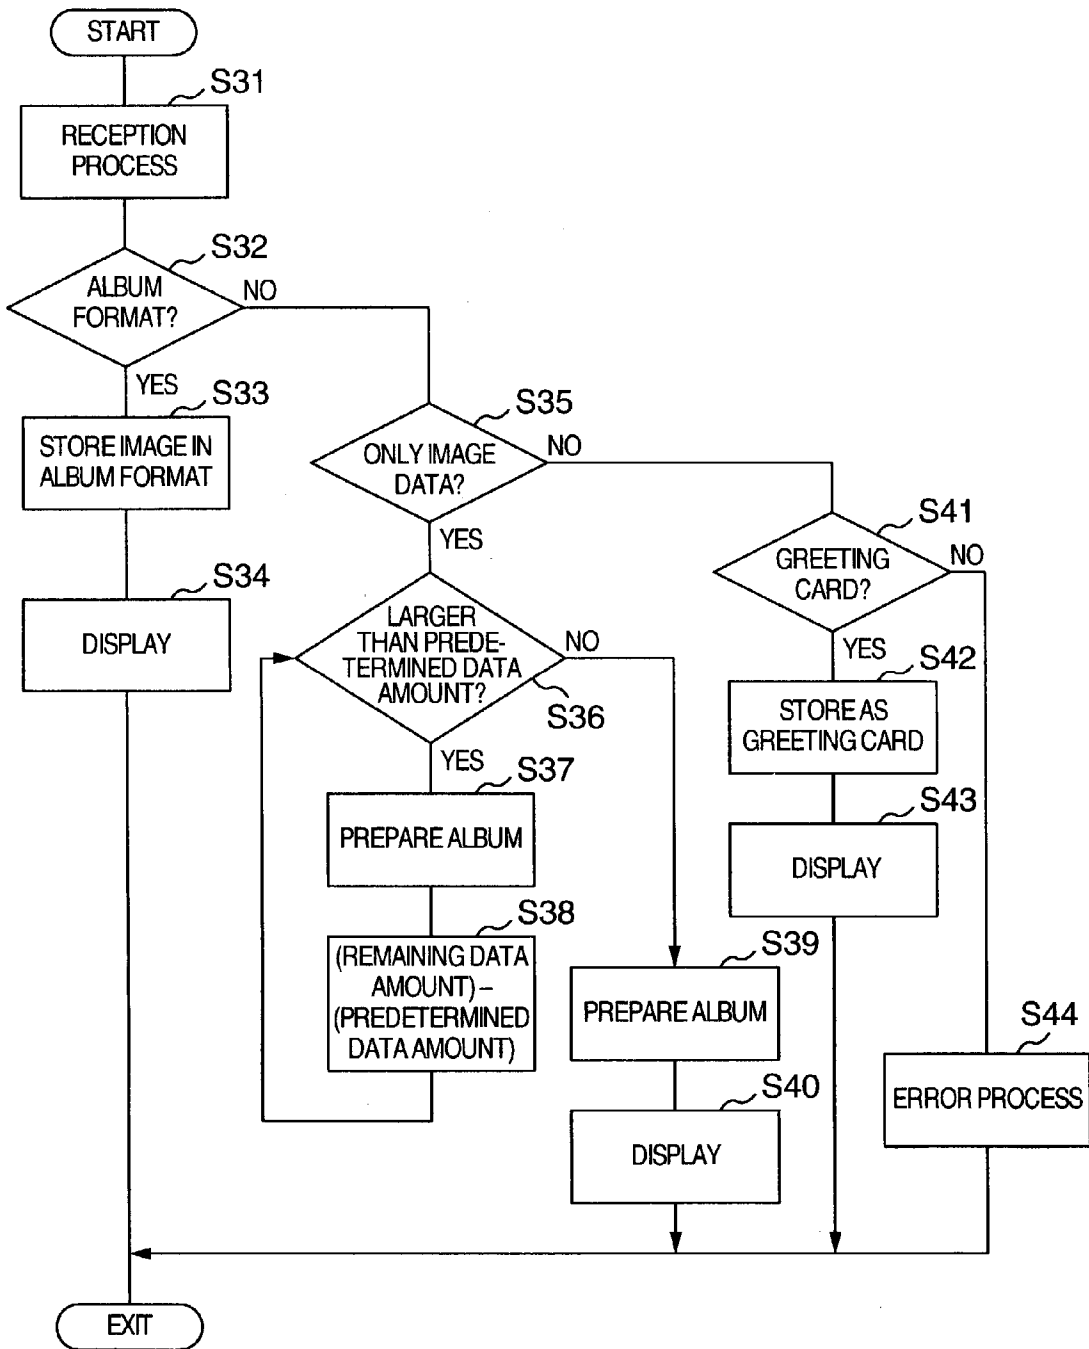 START
S31
RECEPTION
PROCESS
S32
ALBUM
FORMAT?
NO
YES
S33
STORE IMAGE IN
ALBUM FORMAT
S34
DISPLAY
S35
ONLY IMAGE
DATA?
NO
YES
LARGER
THAN PREDE-
TERMINED DATA
AMOUNT?
NO
S36
YES
S37
PREPARE ALBUM
S38
(REMAINING DATA
AMOUNT) –
(PREDETERMINED
DATA AMOUNT)
S39
PREPARE ALBUM
S40
DISPLAY
S41
GREETING
CARD?
NO
YES
S42
STORE AS
GREETING CARD
S43
DISPLAY
S44
ERROR PROCESS
EXIT